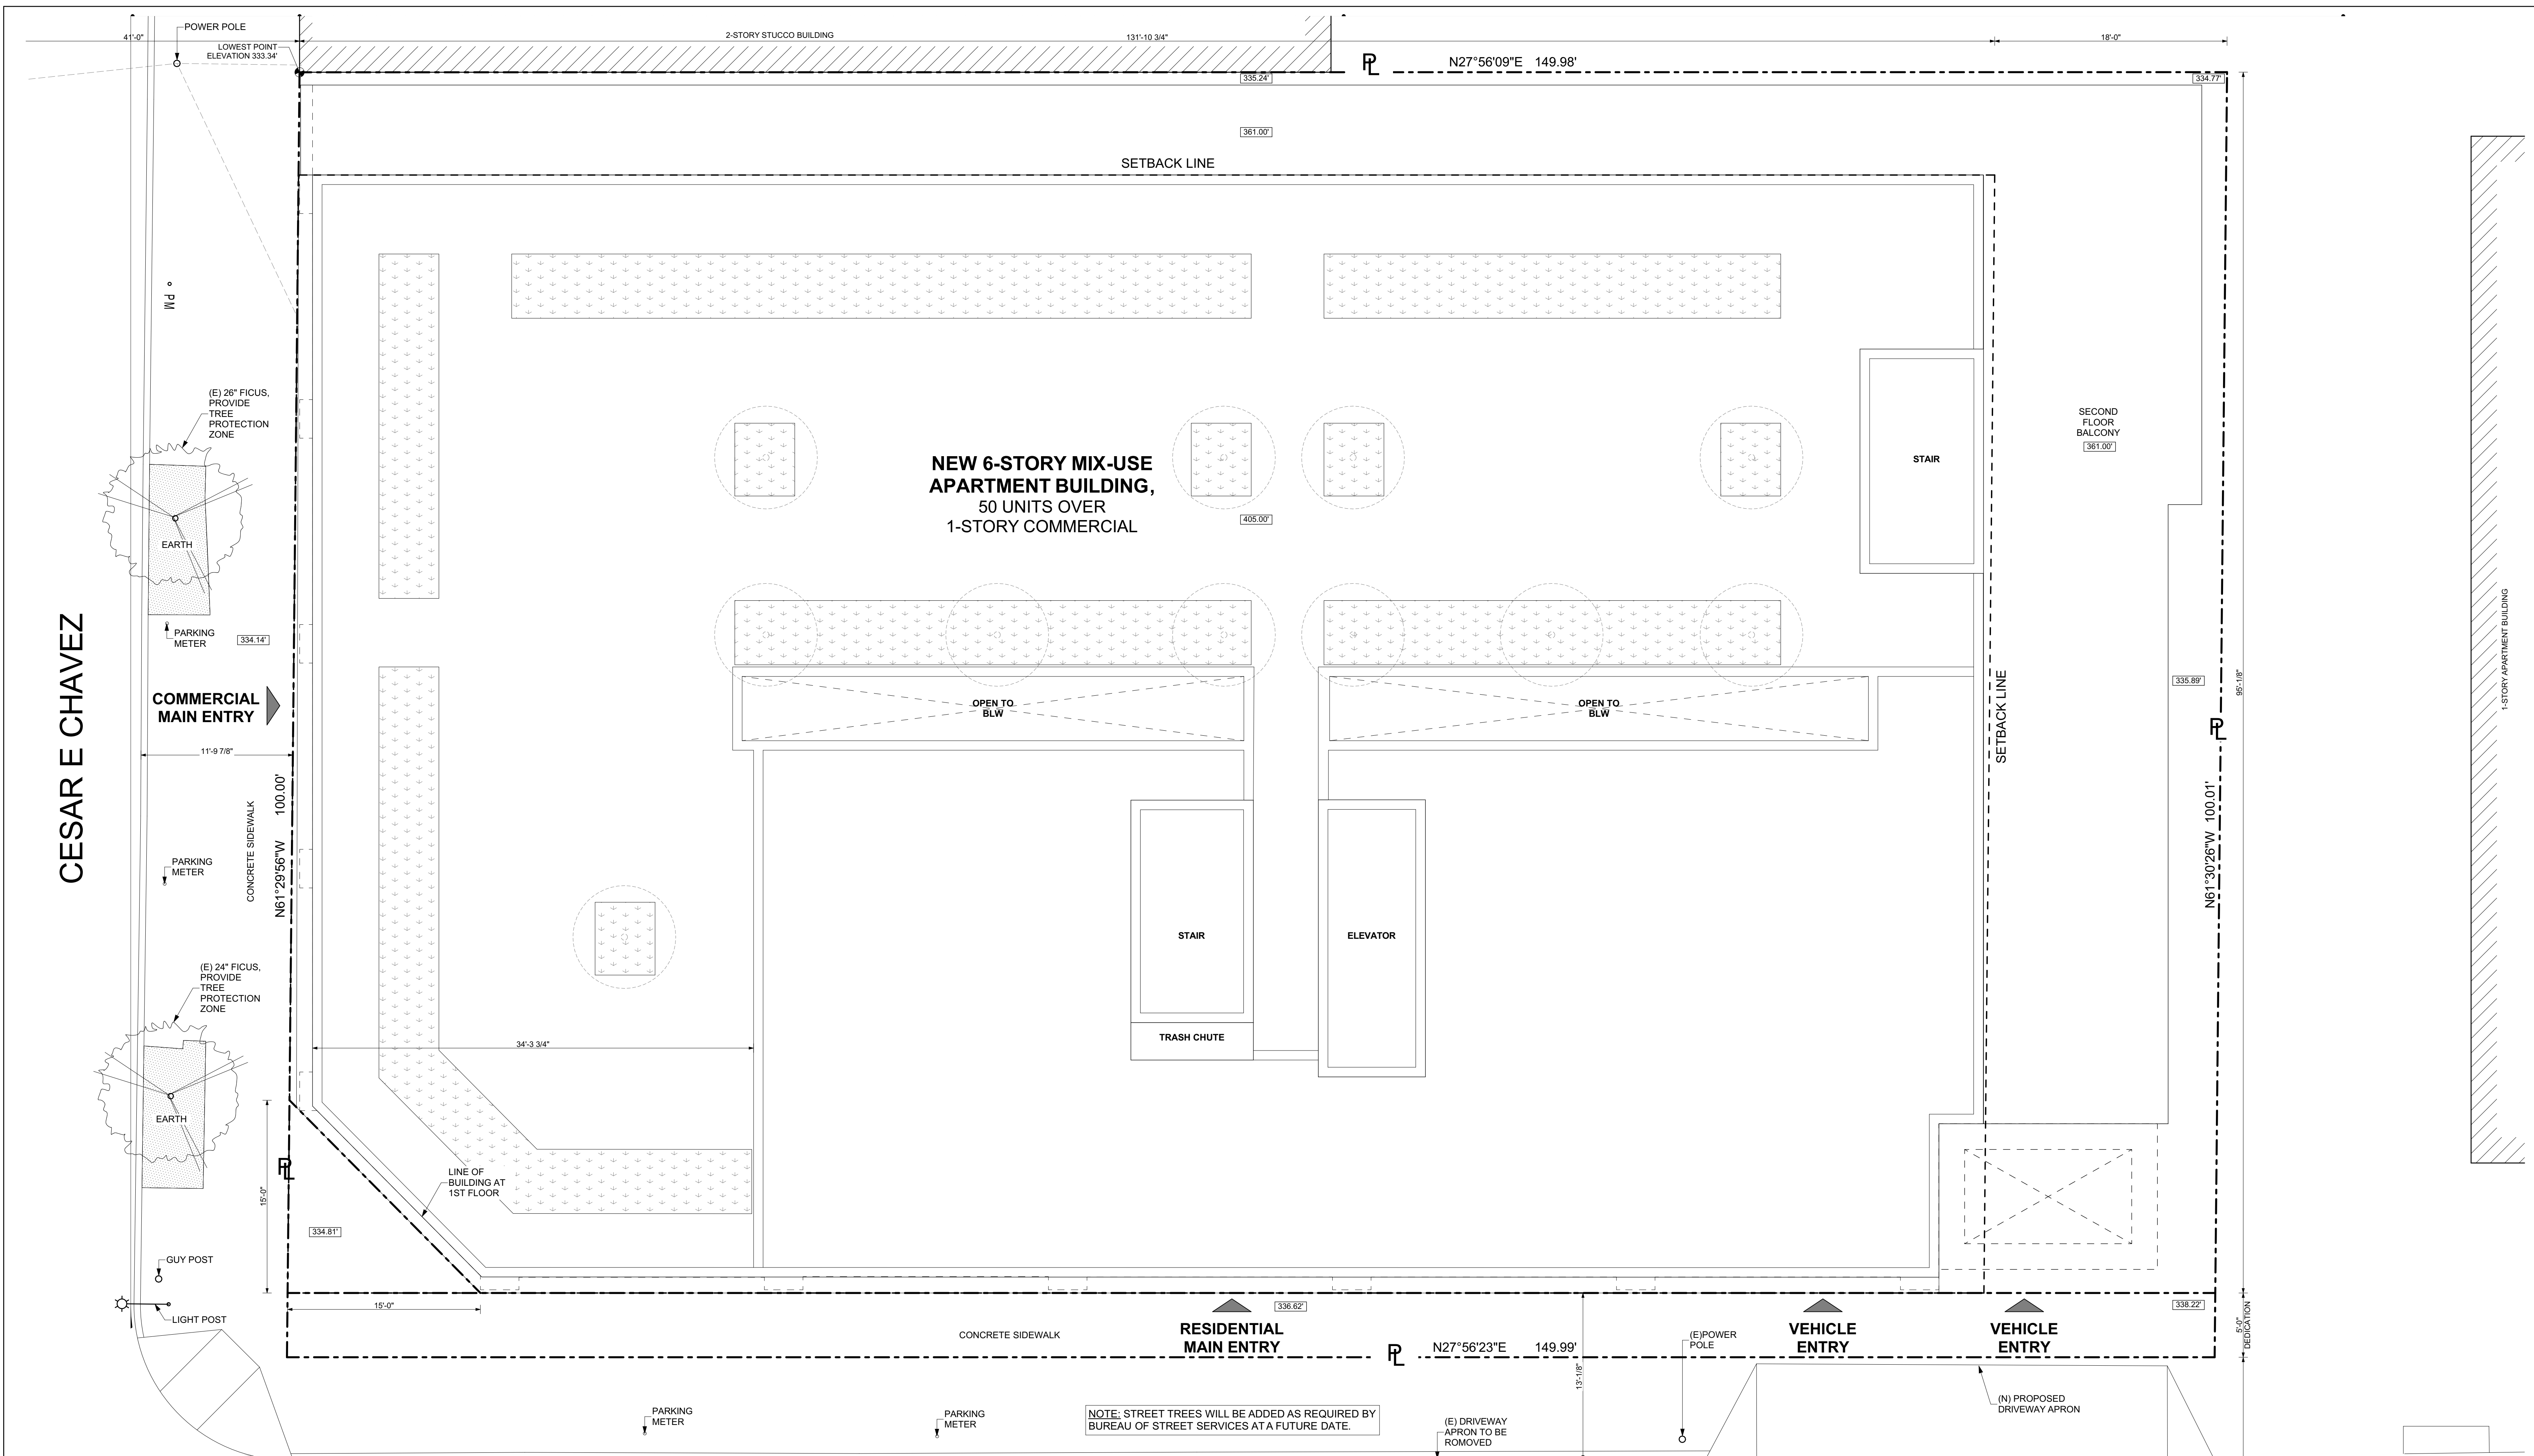 POWER POLE
41'-0"
LOWEST POINT
ELEVATION 333.34'
2-STORY STUCCO BUILDING
131'-10 3/4"
18'-0"
N27°56'09"E 149.98'
335.24'
334.77'
361.00'
SETBACK LINE
PM
(E) 26" FICUS,
PROVIDE
TREE
PROTECTION
ZONE
EARTH
NEW 6-STORY MIX-USE
APARTMENT BUILDING,
50 UNITS OVER
1-STORY COMMERCIAL
405.00'
STAIR
SECOND
FLOOR
BALCONY
361.00'
1-STORY APARTMENT BUILDING
PARKING
METER
334.14'
CESAR E CHAVEZ
COMMERCIAL
MAIN ENTRY
OPEN TO
BLW
OPEN TO
BLW
SETBACK LINE
335.89'
95'-1/8"
PL
PL
11'-9 7/8"
CONCRETE SIDEWALK
N61°29'56"W 100.00'
N61°30'26"W 100.01'
PARKING
METER
STAIR
ELEVATOR
(E) 24" FICUS,
PROVIDE
TREE
PROTECTION
ZONE
TRASH CHUTE
34'-3 3/4"
EARTH
PL
15'-0"
LINE OF
BUILDING AT
1ST FLOOR
334.81'
GUY POST
LIGHT POST
15'-0"
336.62'
338.22'
CONCRETE SIDEWALK
RESIDENTIAL
MAIN ENTRY
N27°56'23"E 149.99'
PL
(E)POWER
POLE
VEHICLE
ENTRY
VEHICLE
ENTRY
5'-0"
DEDICATION
13'-1/8"
PARKING
METER
PARKING
METER
NOTE: STREET TREES WILL BE ADDED AS REQUIRED BY
BUREAU OF STREET SERVICES AT A FUTURE DATE.
(E) DRIVEWAY
APRON TO BE
ROMOVED
(N) PROPOSED
DRIVEWAY APRON